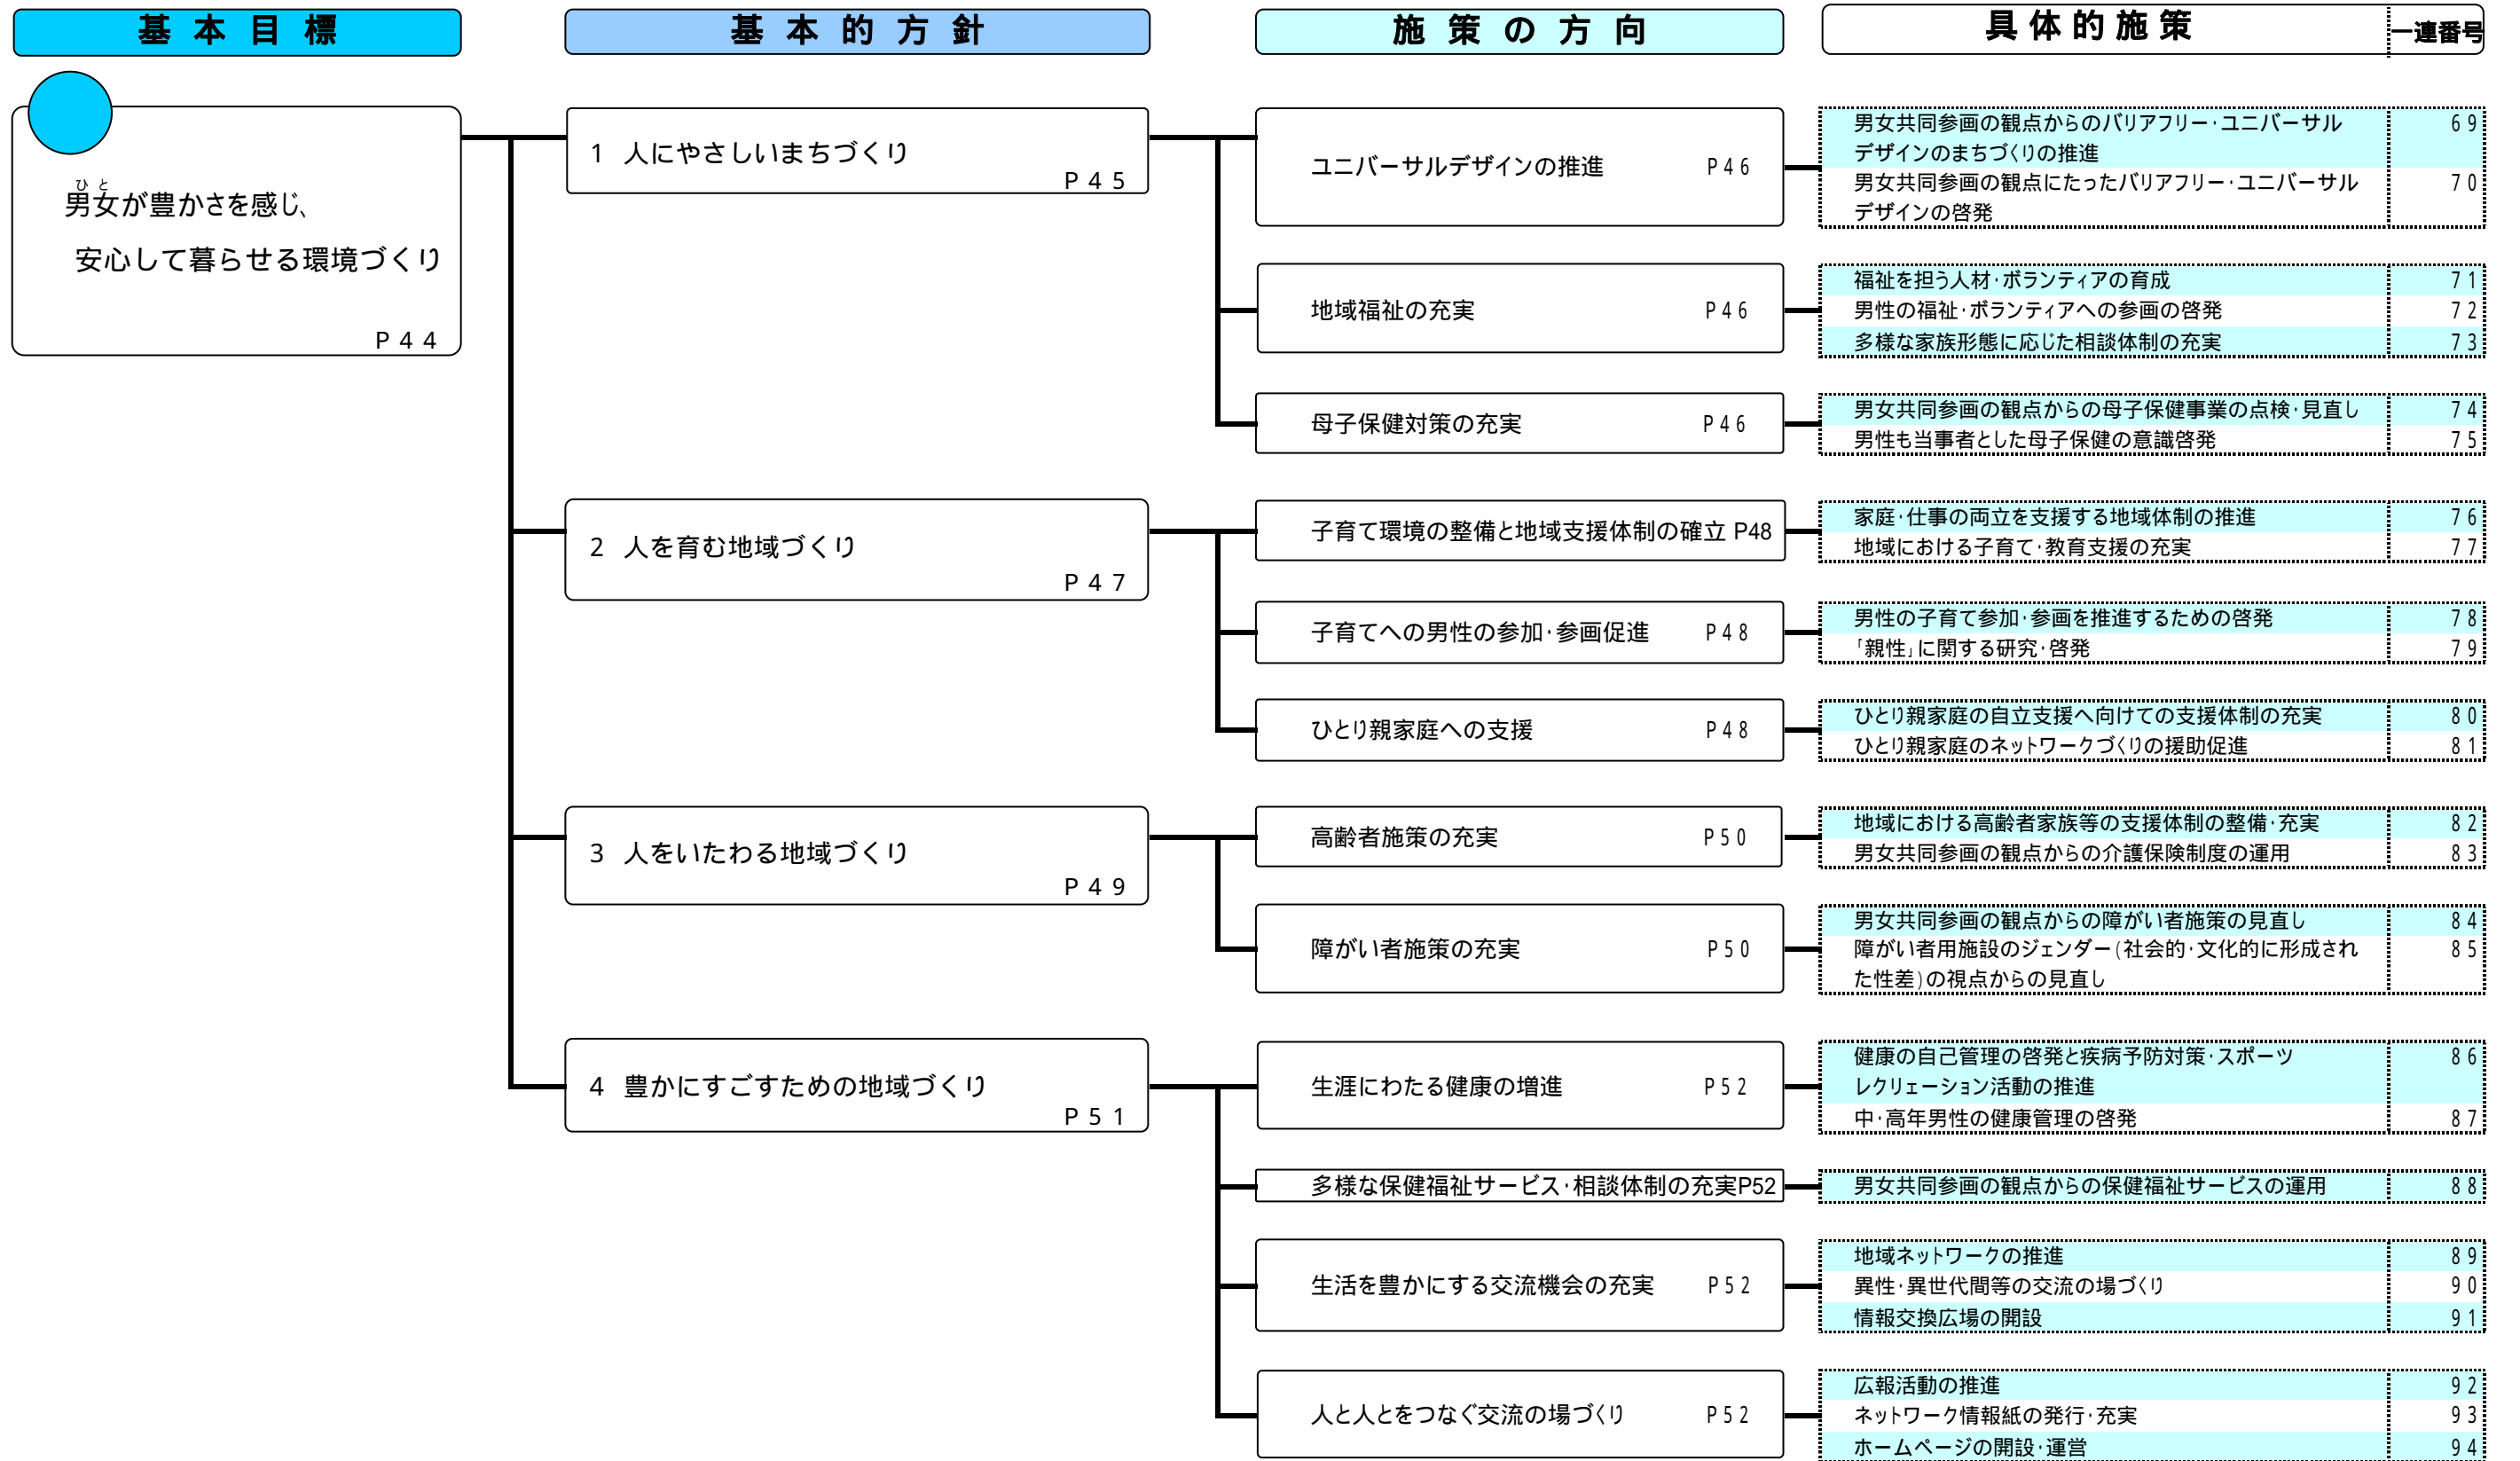 基本目標
基本的方針
施策の方向
具体的施策
一連番号
ひと
男女が豊かさを感じ、
安心して暮らせる環境づくり
P44
1 人にやさしいまちづくり
P45
ユニバーサルデザインの推進 P46
男女共同参画の観点からのバリアフリー・ユニバーサル 69
デザインのまちづくりの推進
男女共同参画の観点にたったバリアフリー・ユニバーサル 70
デザインの啓発
地域福祉の充実 P46
福祉を担う人材・ボランティアの育成 71
男性の福祉・ボランティアへの参画の啓発 72
多様な家族形態に応じた相談体制の充実 73
母子保健対策の充実 P46
男女共同参画の観点からの母子保健事業の点検・見直し 74
男性も当事者とした母子保健の意識啓発 75
2 人を育む地域づくり
P47
子育て環境の整備と地域支援体制の確立 P48
家庭・仕事の両立を支援する地域体制の推進 76
地域における子育て・教育支援の充実 77
子育てへの男性の参加・参画促進 P48
男性の子育て参加・参画を推進するための啓発 78
「親性」に関する研究・啓発 79
ひとり親家庭への支援 P48
ひとり親家庭の自立支援へ向けての支援体制の充実 80
ひとり親家庭のネットワークづくりの援助促進 81
3 人をいたわる地域づくり
P49
高齢者施策の充実 P50
地域における高齢者家族等の支援体制の整備・充実 82
男女共同参画の観点からの介護保険制度の運用 83
障がい者施策の充実 P50
男女共同参画の観点からの障がい者施策の見直し 84
障がい者用施設のジェンダー(社会的・文化的に形成され 85
た性差)の視点からの見直し
4 豊かにすごすための地域づくり
P51
生涯にわたる健康の増進 P52
健康の自己管理の啓発と疾病予防対策・スポーツ 86
レクリェーション活動の推進
中・高年男性の健康管理の啓発 87
多様な保健福祉サービス・相談体制の充実P52
男女共同参画の観点からの保健福祉サービスの運用 88
生活を豊かにする交流機会の充実 P52
地域ネットワークの推進 89
異性・異世代間等の交流の場づくり 90
情報交換広場の開設 91
人と人とをつなぐ交流の場づくり P52
広報活動の推進 92
ネットワーク情報紙の発行・充実 93
ホームページの開設・運営 94